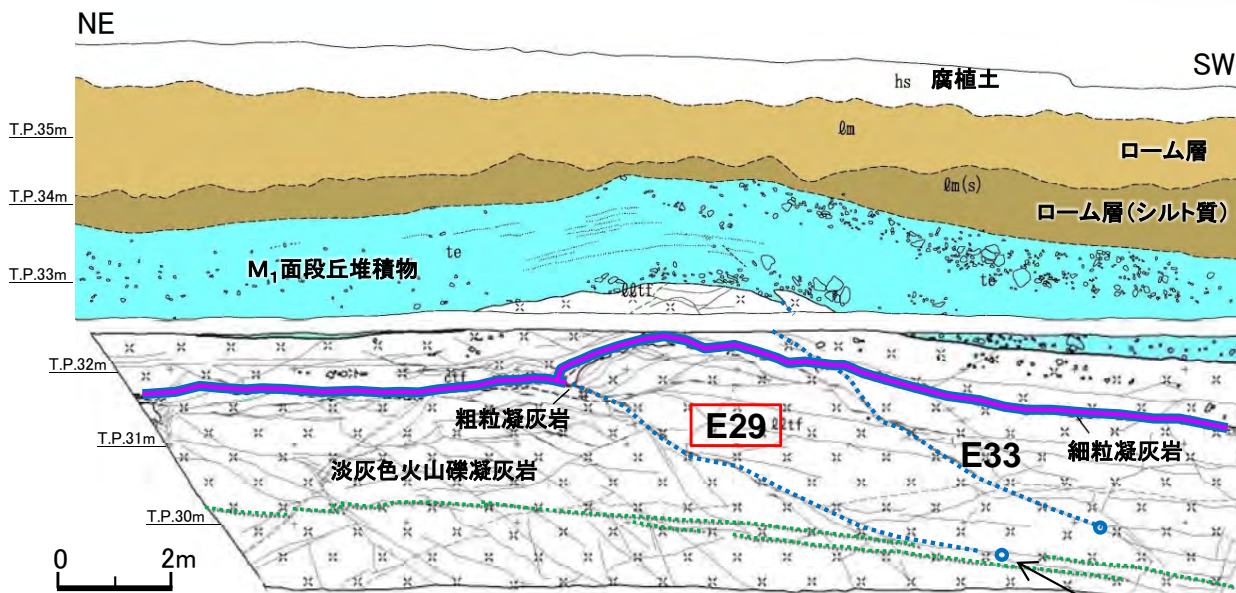 NE
SW
hs 腐植土
T.P.35m
ℓm
ローム層
T.P.34m
ℓm(s)
ローム層(シルト質)
te
M₁面段丘堆積物
T.P.33m
te
ℓℓtf
T.P.32m
ctf
粗粒凝灰岩
E29
ℓℓtf
E33
細粒凝灰岩
T.P.31m
淡灰色火山礫凝灰岩
T.P.30m
0 2m